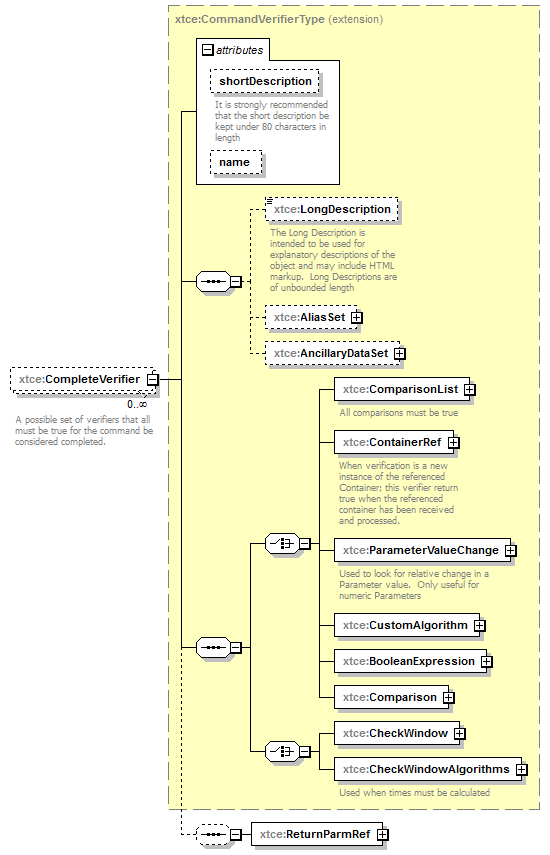 xtce:CommandVerifierType (extension)
attributes
shortDescription
It is strongly recommended
that the short description be
kept under 80 characters in
length
name
xtce:LongDescription
The Long Description is
intended to be used for
explanatory descriptions of the
object and may include HTML
markup.  Long Descriptions are
of unbounded length
xtce:AliasSet
xtce:AncillaryDataSet
xtce:CompleteVerifier
0..∞
A possible set of verifiers that all
must be true for the command be
considered completed.
xtce:ComparisonList
All comparisons must be true
xtce:ContainerRef
When verification is a new
instance of the referenced
Container; this verifier return
true when the referenced
container has been received
and processed.
xtce:ParameterValueChange
Used to look for relative change in a
Parameter value.  Only useful for
numeric Parameters
xtce:CustomAlgorithm
xtce:BooleanExpression
xtce:Comparison
xtce:CheckWindow
xtce:CheckWindowAlgorithms
Used when times must be calculated
xtce:ReturnParmRef